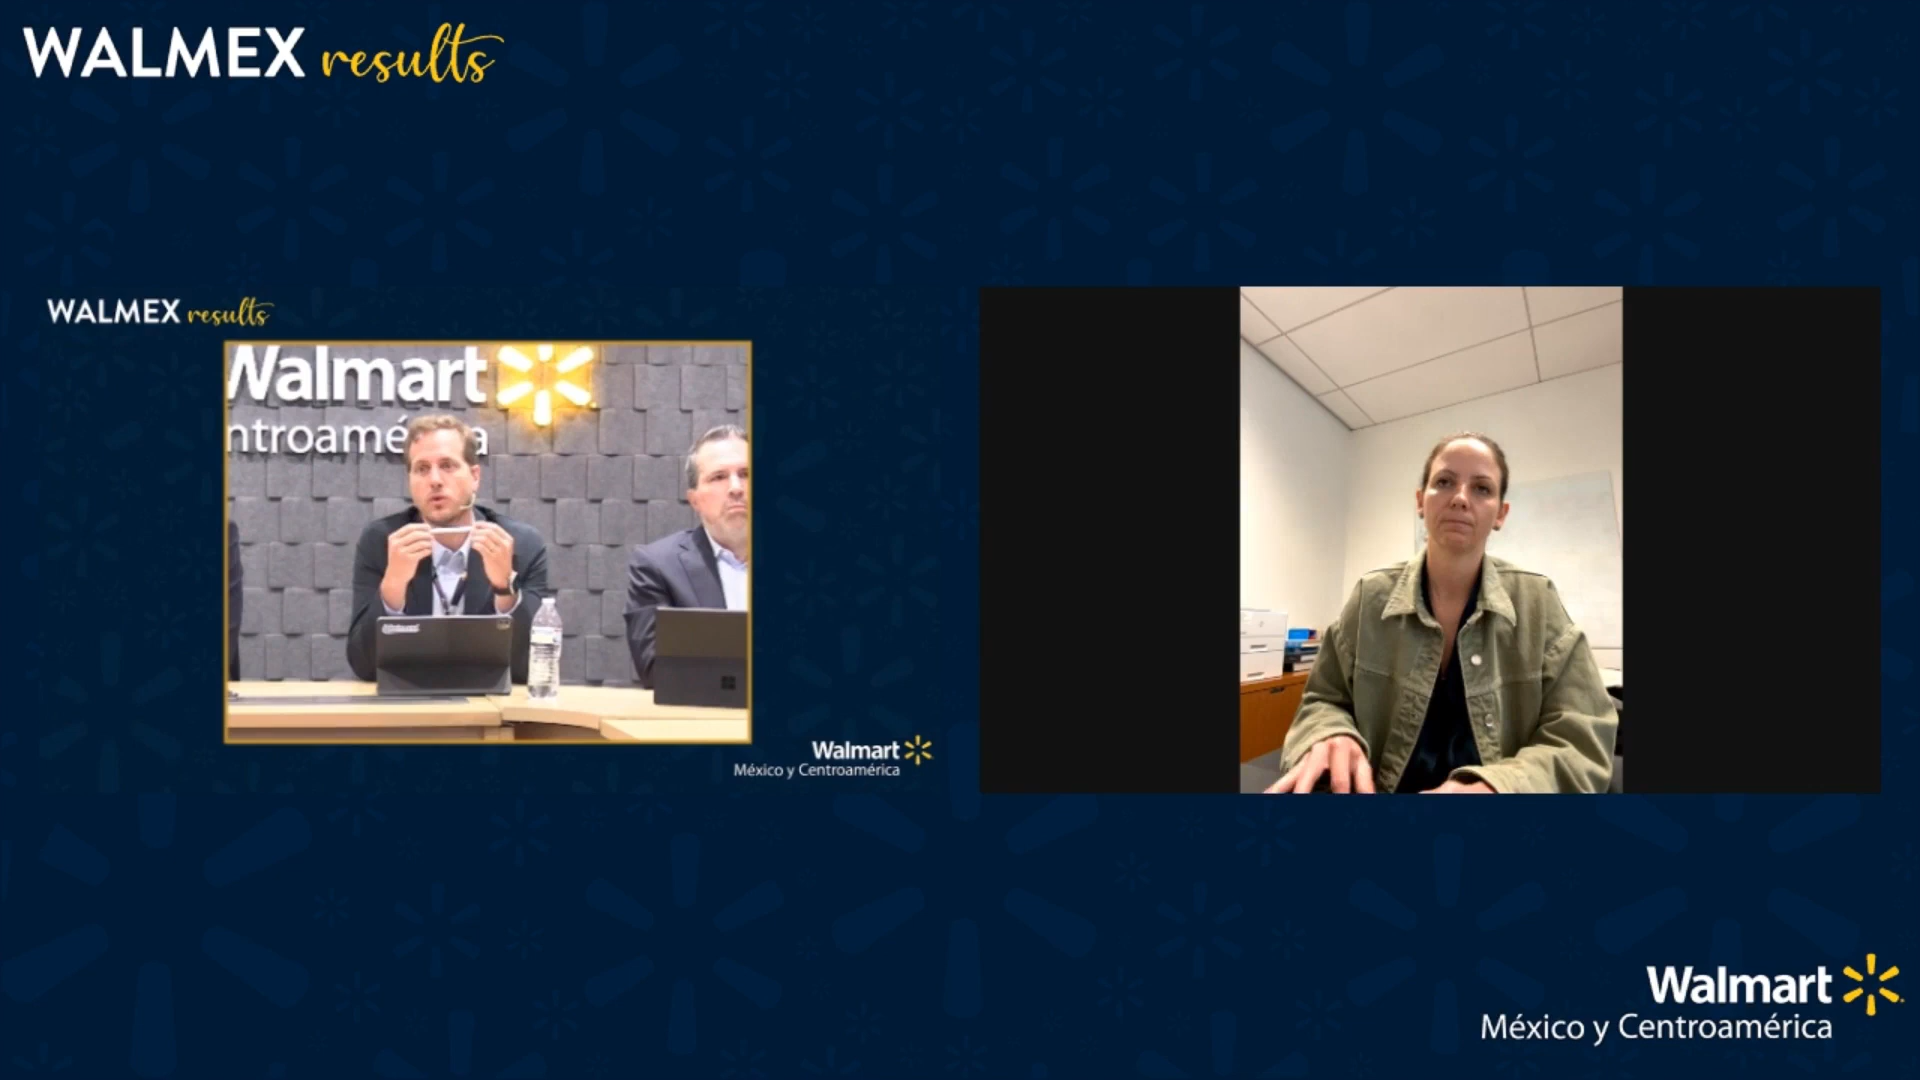 WALMEX results
WALMEX results
Walmart
ntroamé a
Walmart
México y Centroamérica
Walmart
México y Centroamérica